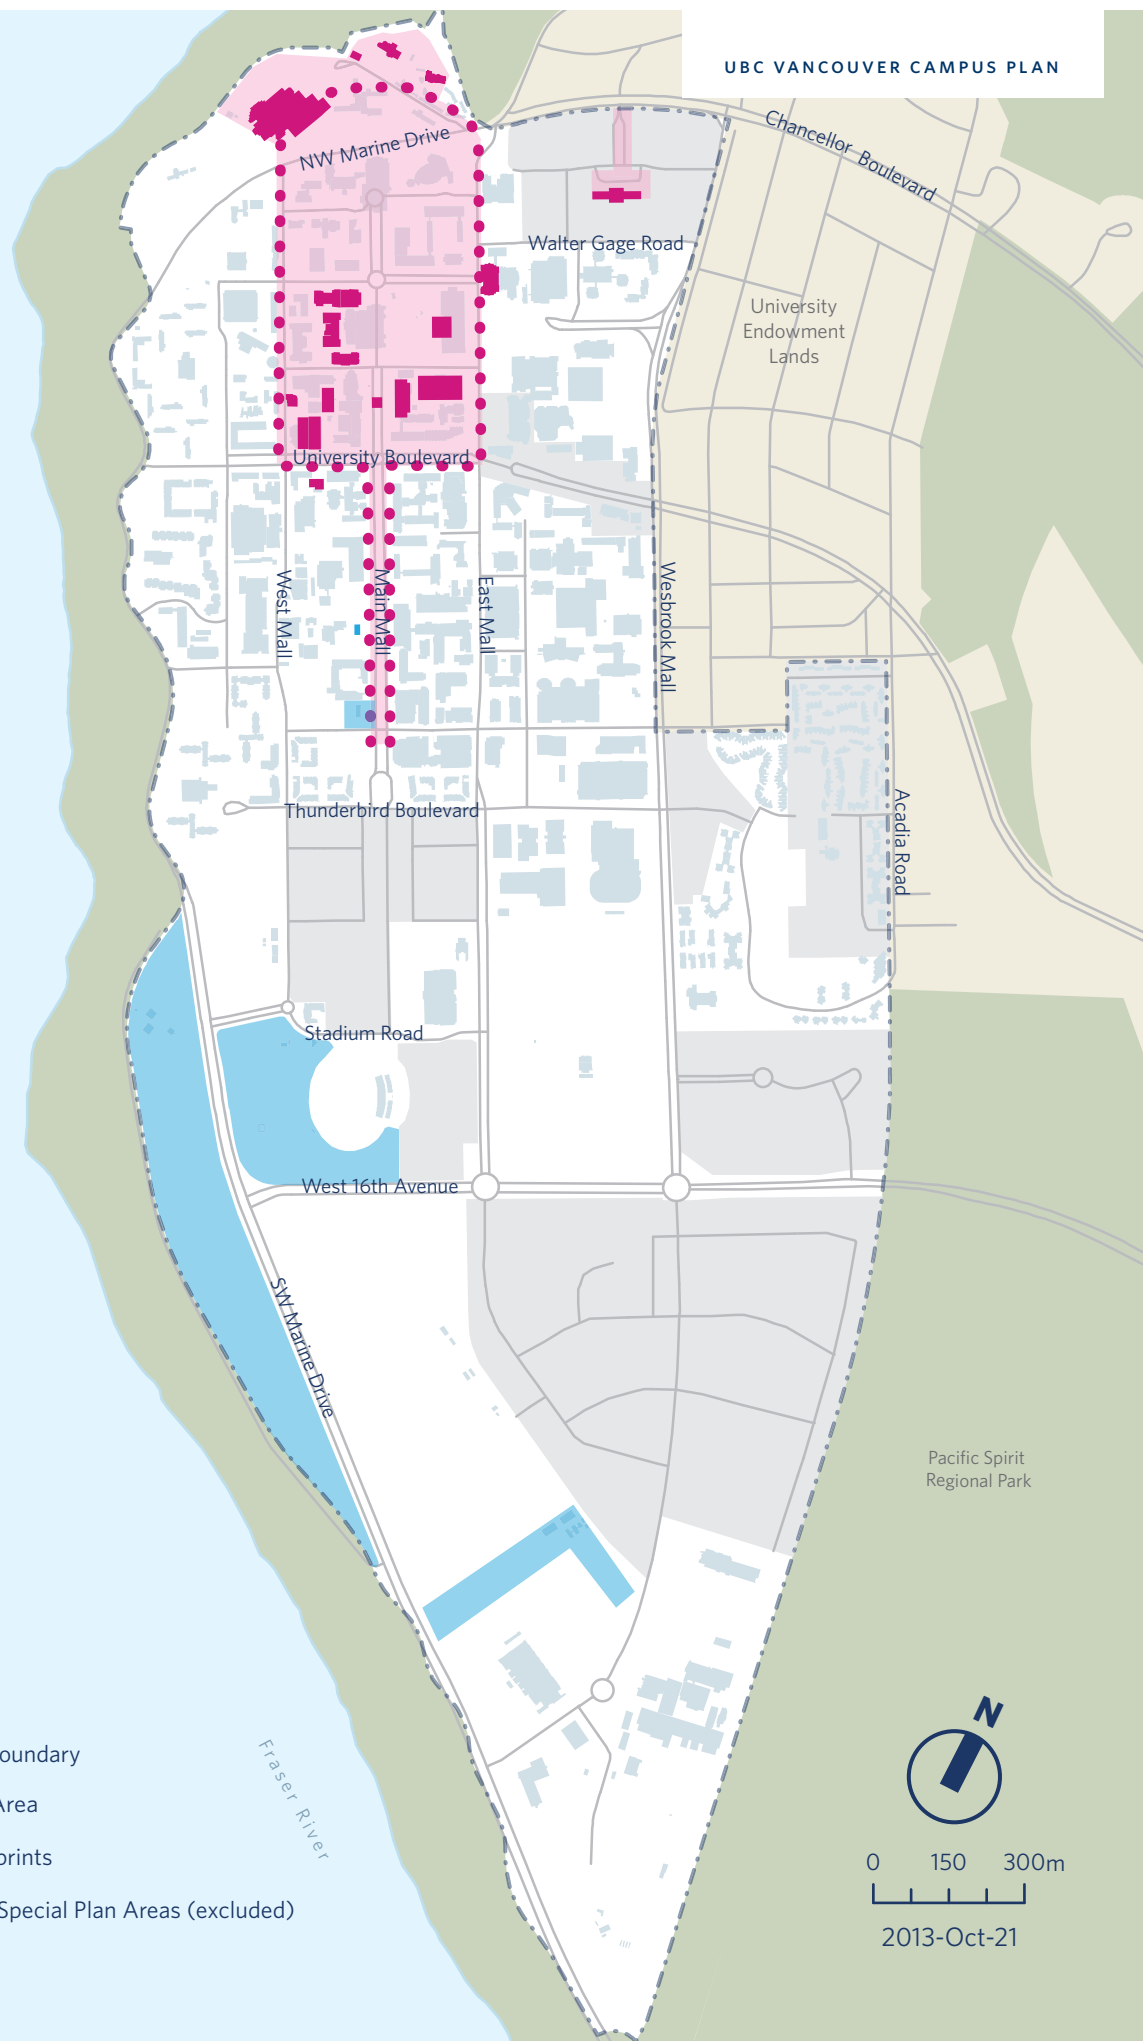 UBC VANCOUVER CAMPUS PLAN
Chancellor Boulevard
NW Marine Drive
Walter Gage Road
University
Endowment
Lands
University Boulevard
West Mall
Main Mall
East Mall
Wesbrook Mall
Acadia Road
Thunderbird Boulevard
Stadium Road
West 16th Avenue
SW Marine Drive
Pacific Spirit
Regional Park
Fraser River
N
oundary
Area
prints
Special Plan Areas (excluded)
0 150 300m
2013-Oct-21